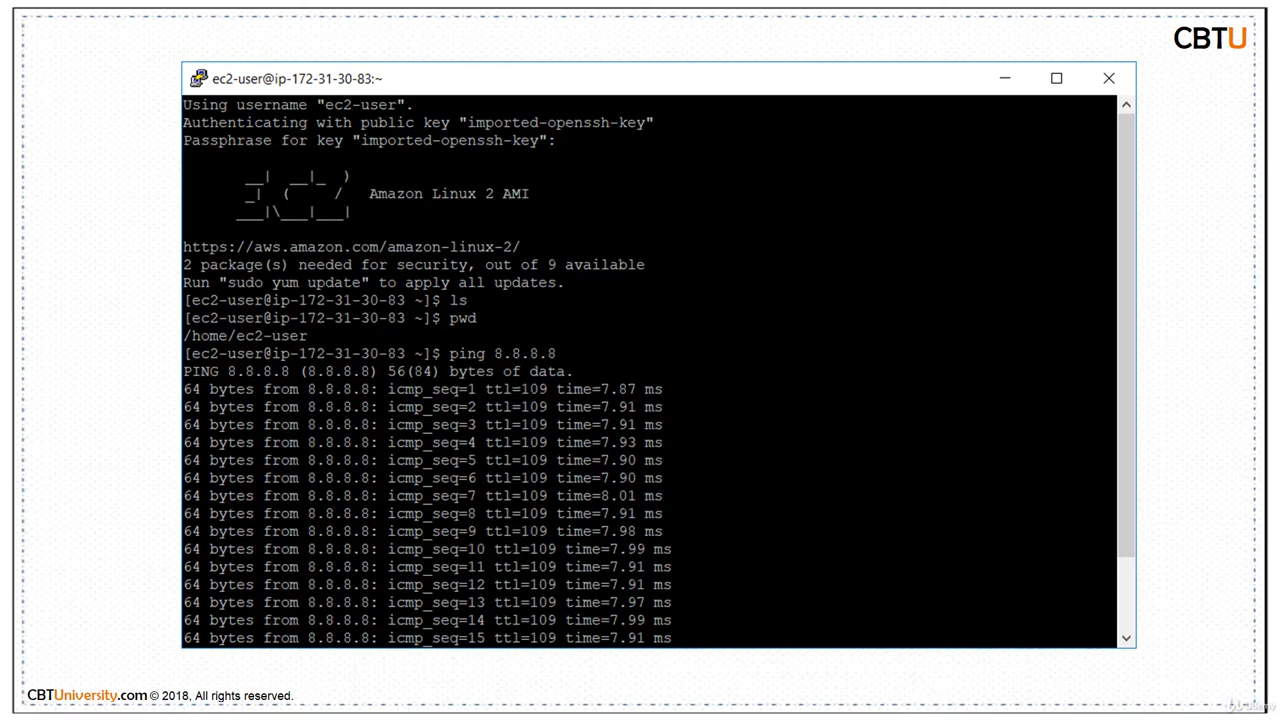 CBTU
ec2-user@ip-172-31-30-83:~
Using username "ec2-user".
Authenticating with public key "imported-openssh-key"
Passphrase for key "imported-openssh-key":
__| __|_ )
_| ( / Amazon Linux 2 AMI
___|\___|___|
https://aws.amazon.com/amazon-linux-2/
2 package(s) needed for security, out of 9 available
Run "sudo yum update" to apply all updates.
[ec2-user@ip-172-31-30-83 ~]$ ls
[ec2-user@ip-172-31-30-83 ~]$ pwd
/home/ec2-user
[ec2-user@ip-172-31-30-83 ~]$ ping 8.8.8.8
PING 8.8.8.8 (8.8.8.8) 56(84) bytes of data.
64 bytes from 8.8.8.8: icmp_seq=1 ttl=109 time=7.87 ms
64 bytes from 8.8.8.8: icmp_seq=2 ttl=109 time=7.91 ms
64 bytes from 8.8.8.8: icmp_seq=3 ttl=109 time=7.91 ms
64 bytes from 8.8.8.8: icmp_seq=4 ttl=109 time=7.93 ms
64 bytes from 8.8.8.8: icmp_seq=5 ttl=109 time=7.90 ms
64 bytes from 8.8.8.8: icmp_seq=6 ttl=109 time=7.90 ms
64 bytes from 8.8.8.8: icmp_seq=7 ttl=109 time=8.01 ms
64 bytes from 8.8.8.8: icmp_seq=8 ttl=109 time=7.91 ms
64 bytes from 8.8.8.8: icmp_seq=9 ttl=109 time=7.98 ms
64 bytes from 8.8.8.8: icmp_seq=10 ttl=109 time=7.99 ms
64 bytes from 8.8.8.8: icmp_seq=11 ttl=109 time=7.91 ms
64 bytes from 8.8.8.8: icmp_seq=12 ttl=109 time=7.91 ms
64 bytes from 8.8.8.8: icmp_seq=13 ttl=109 time=7.97 ms
64 bytes from 8.8.8.8: icmp_seq=14 ttl=109 time=7.99 ms
64 bytes from 8.8.8.8: icmp_seq=15 ttl=109 time=7.91 ms
CBTUniversity.com © 2018, All rights reserved.
Udemy